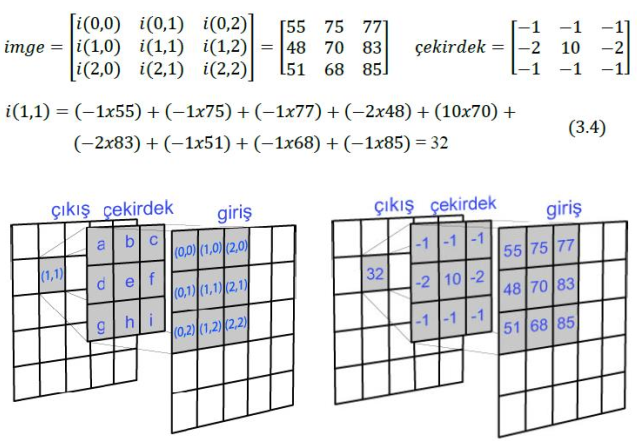 imge = [i(0,0) i(0,1) i(0,2)] = [55 75 77] çekirdek = [−1 −1 −1]
[i(1,0) i(1,1) i(1,2)] [48 70 83] [−2 10 −2]
[i(2,0) i(2,1) i(2,2)] [51 68 85] [−1 −1 −1]
i(1,1) = (−1x55) + (−1x75) + (−1x77) + (−2x48) + (10x70) +
(−2x83) + (−1x51) + (−1x68) + (−1x85) = 32 (3.4)
çıkış çekirdek giriş
a b c (0,0) (1,0) (2,0)
(1,1) d e f (0,1) (1,1) (2,1)
g h i (0,2) (1,2) (2,2)
çıkış çekirdek giriş
-1 -1 -1 55 75 77
32 -2 10 -2 48 70 83
-1 -1 -1 51 68 85